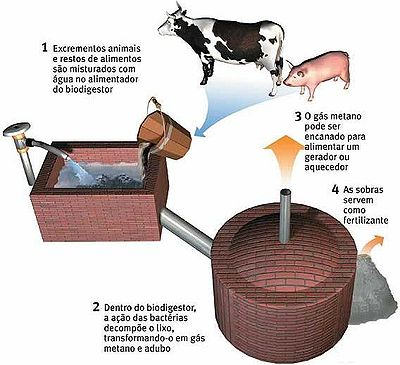 1 Excrementos animais
e restos de alimentos
são misturados com
água no alimentador
do biodigestor
2 Dentro do biodigestor,
a ação das bactérias
decompõe o lixo,
transformando-o em gás
metano e adubo
3 O gás metano
pode ser
encanado para
alimentar um
gerador ou
aquecedor
4 As sobras
servem
como
fertilizante